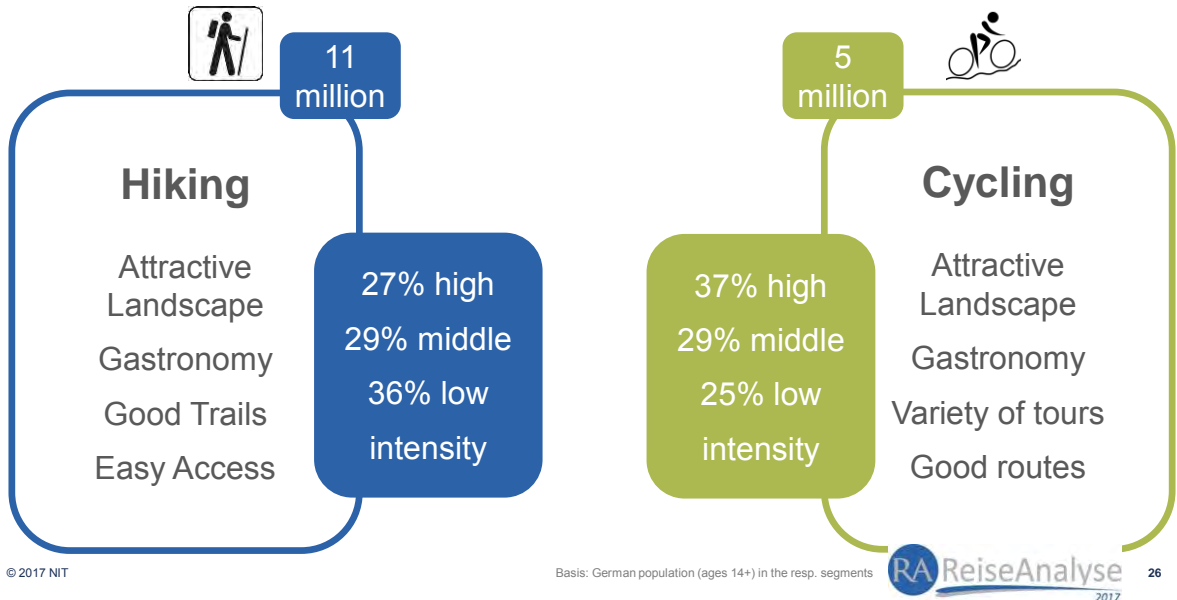 11
million
Hiking
Attractive
Landscape
Gastronomy
Good Trails
Easy Access
27% high
29% middle
36% low
intensity
5
million
Cycling
37% high
29% middle
25% low
intensity
Attractive
Landscape
Gastronomy
Variety of tours
Good routes
© 2017 NIT
Basis: German population (ages 14+) in the resp. segments
RA ReiseAnalyse
2017
26